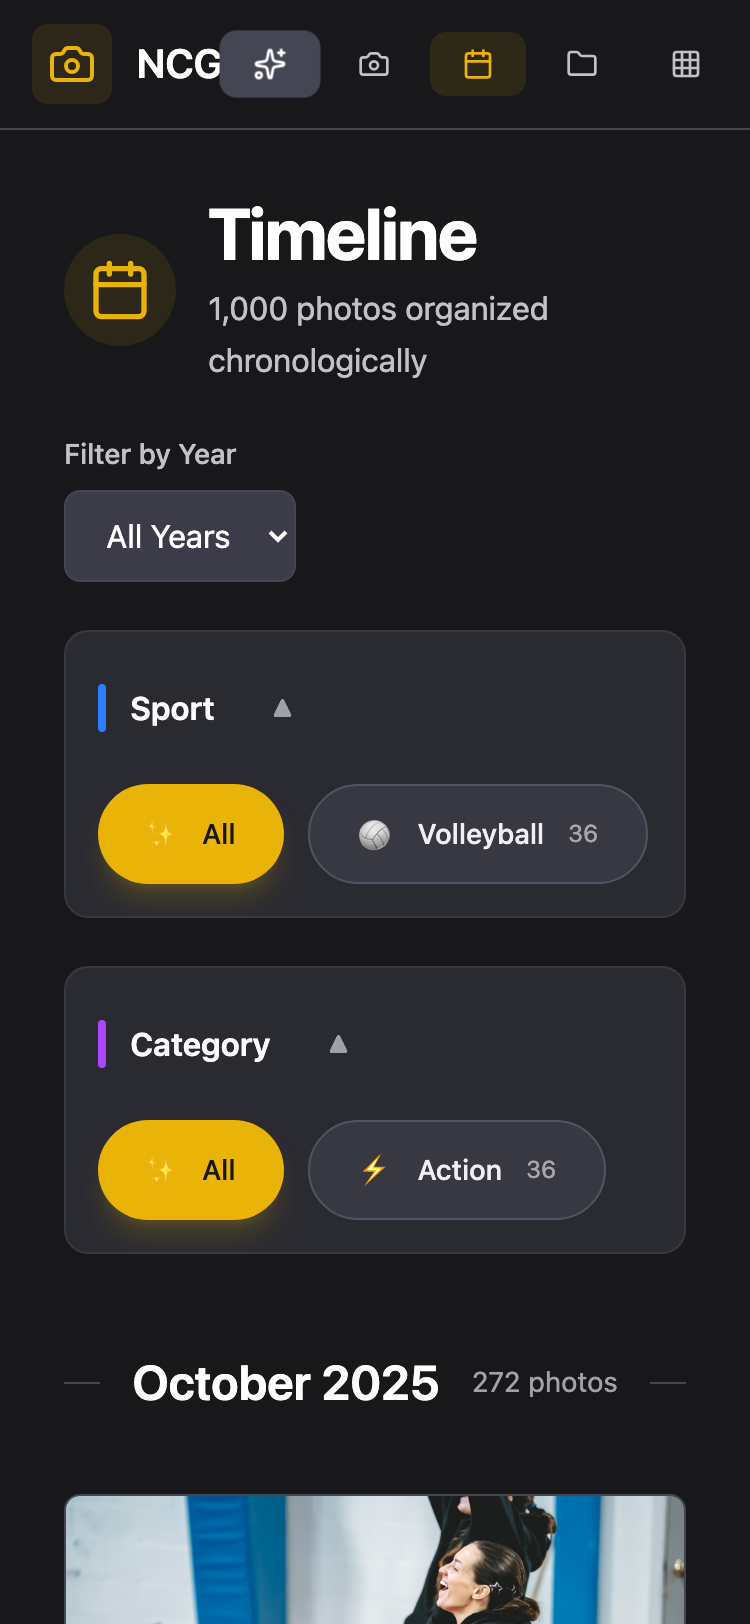 NCG
Timeline
1,000 photos organized
chronologically
Filter by Year
All Years
Sport
All
Volleyball 36
Category
All
Action 36
October 2025 272 photos